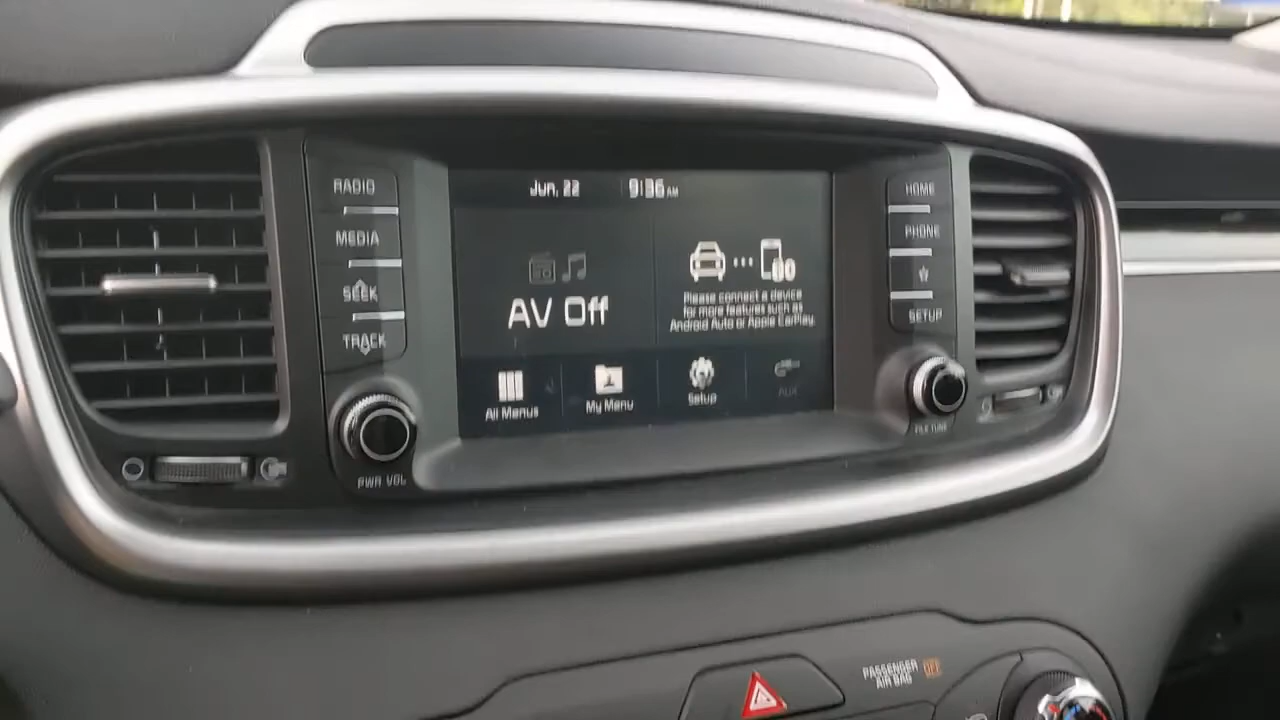 RADIO
MEDIA
SEEK
TRACK
PWR VOL
Jun, 22 9:36 AM
AV Off
Please connect a device
for more features such as
Android Auto or Apple CarPlay.
All Menus
My Menu
Setup
AUX
HOME
PHONE
SETUP
FILE TUNE
PASSENGER
AIR BAG
OFF